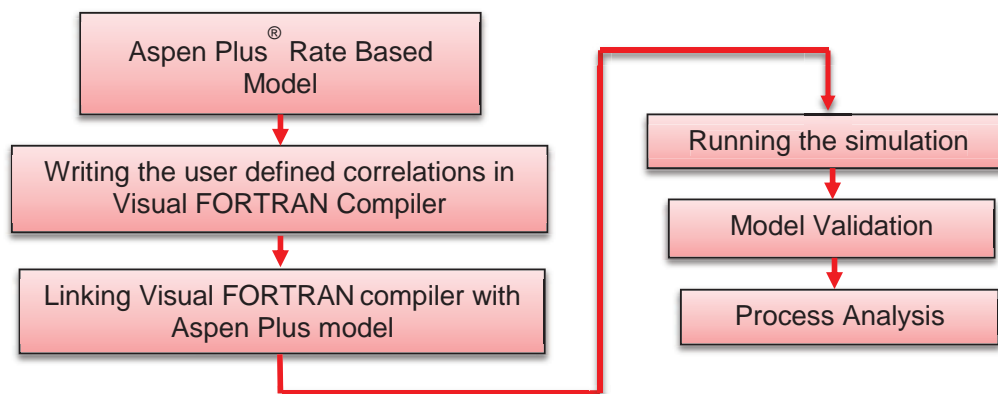 Aspen Plus® Rate Based
Model
Writing the user defined correlations in
Visual FORTRAN Compiler
Linking Visual FORTRAN compiler with
Aspen Plus model
Running the simulation
Model Validation
Process Analysis